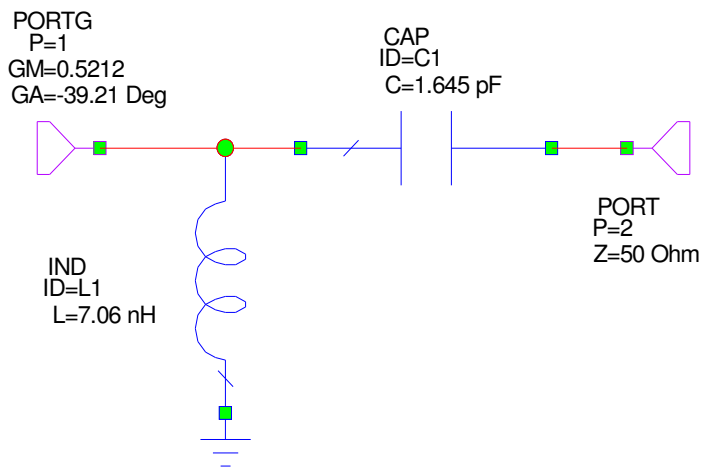 PORTG
P=1
GM=0.5212
GA=-39.21 Deg
CAP
ID=C1
C=1.645 pF
IND
ID=L1
L=7.06 nH
PORT
P=2
Z=50 Ohm